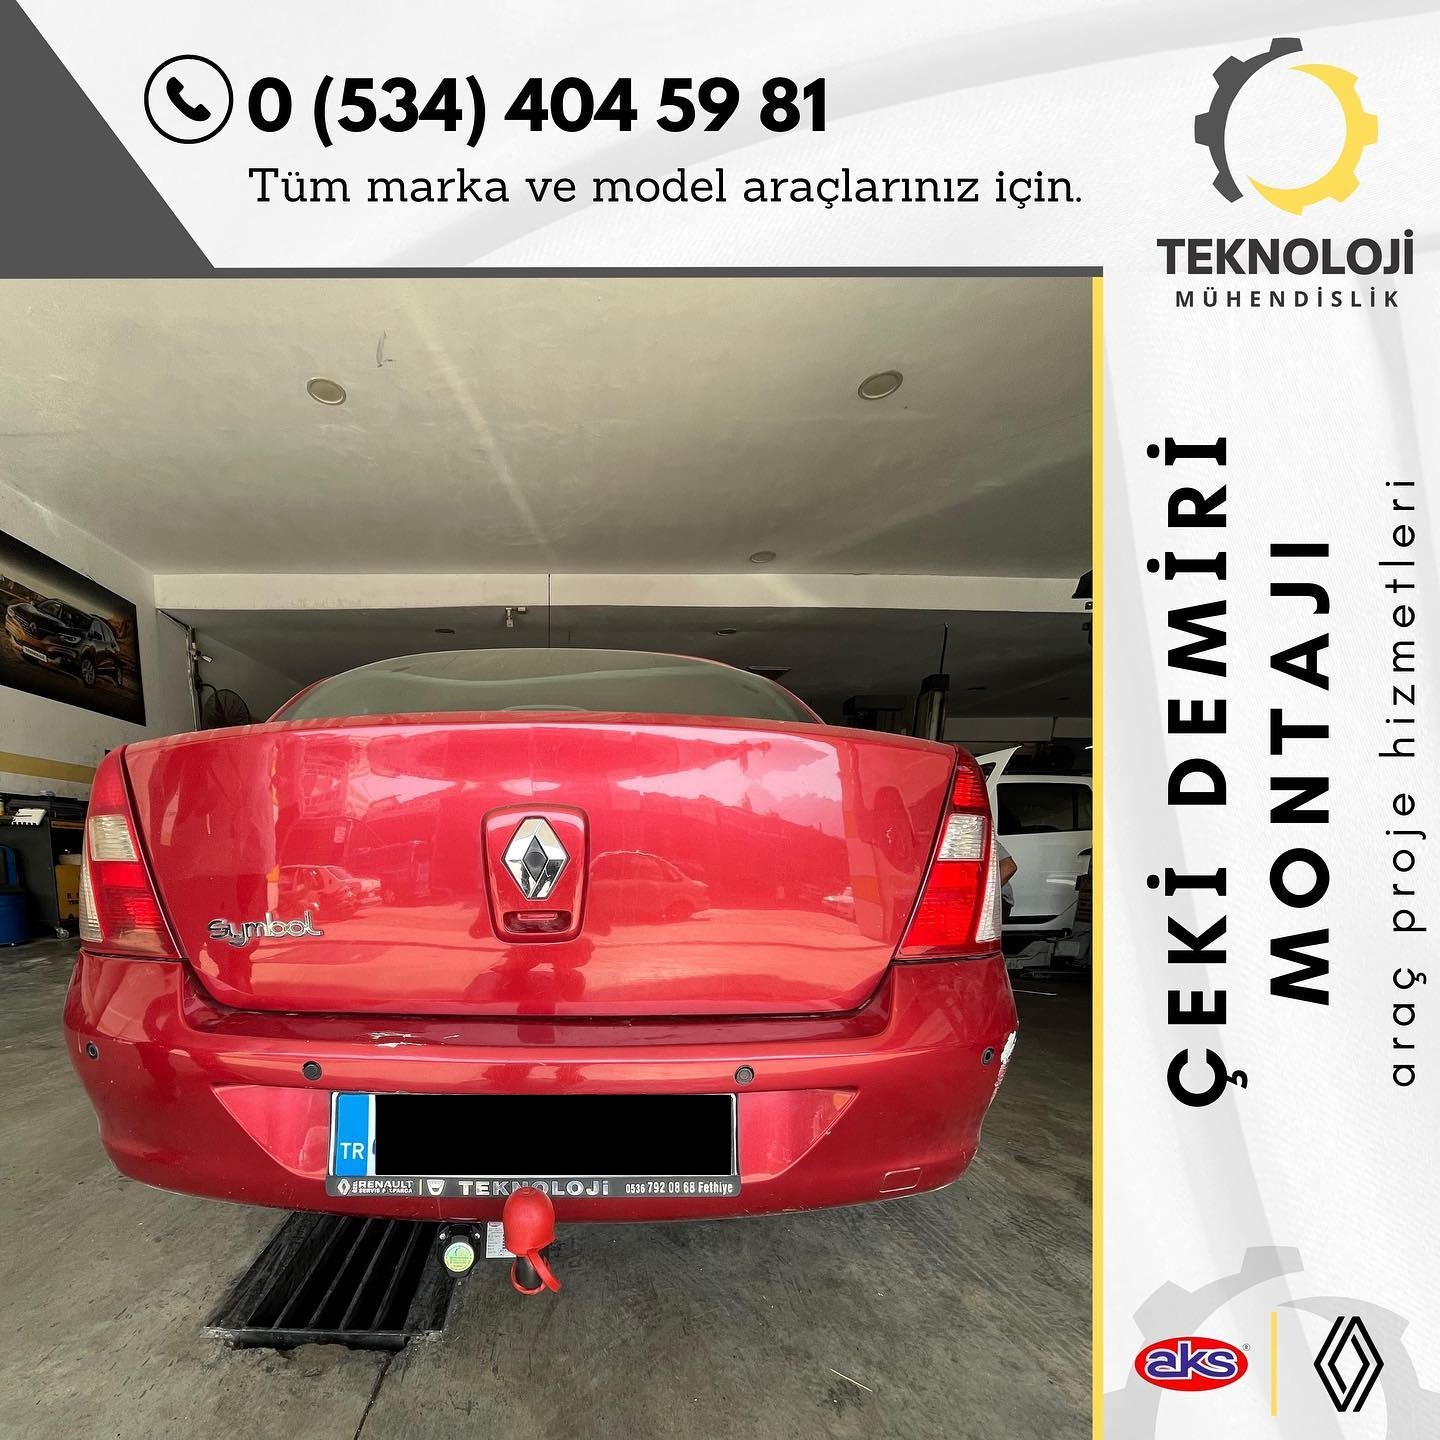 0 (534) 404 59 81
Tüm marka ve model araçlarınız için.
TEKNOLOJİ
MÜHENDİSLİK
ÇEKİ DEMİRİ
MONTAJI
araç proje hizmetleri
Symbol
TR
RENAULT TEKNOLOJİ 0536 792 08 68 Fethiye
SERVİS
aks®